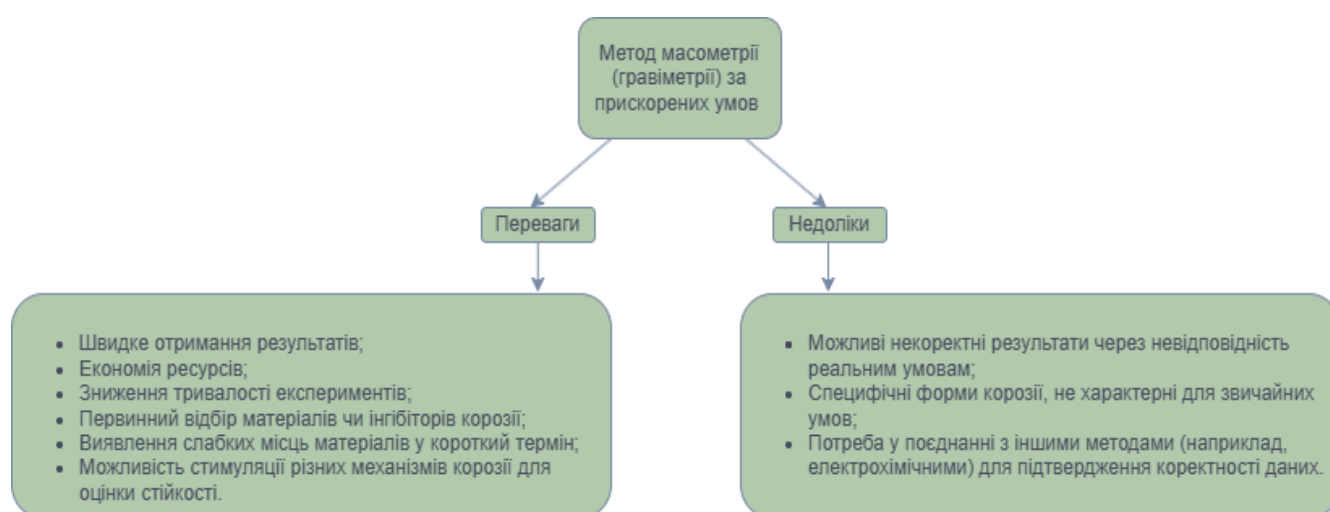 Метод масометрії
(гравіметрії) за
прискорених умов
Переваги
Недоліки
• Швидке отримання результатів;
• Економія ресурсів;
• Зниження тривалості експериментів;
• Первинний відбір матеріалів чи інгібіторів корозії;
• Виявлення слабких місць матеріалів у короткий термін;
• Можливість стимуляції різних механізмів корозії для
оцінки стійкості.
• Можливі некоректні результати через невідповідність
реальним умовам;
• Специфічні форми корозії, не характерні для звичайних
умов;
• Потреба у поєднанні з іншими методами (наприклад,
електрохімічними) для підтвердження коректності даних.